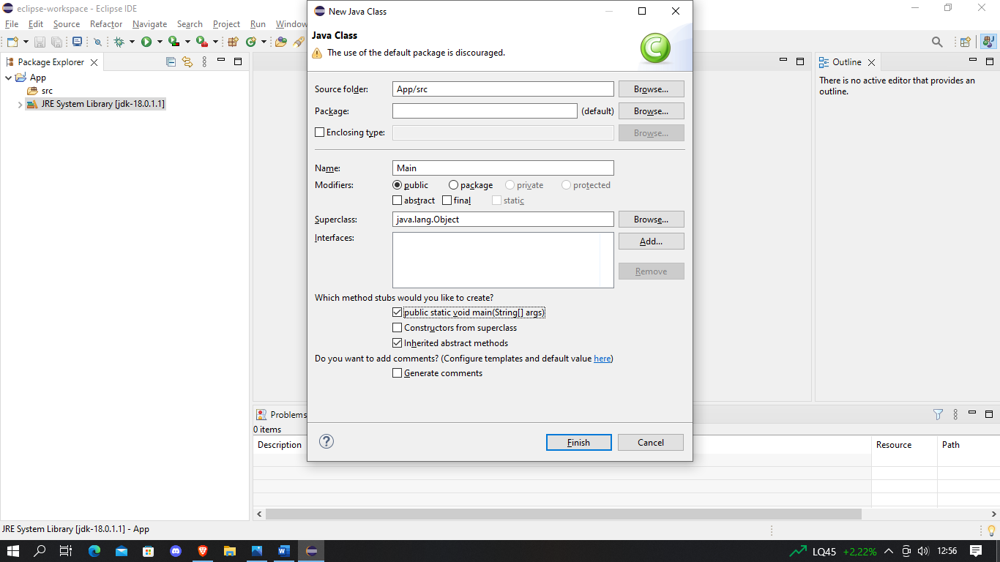 eclipse-workspace - Eclipse IDE
File Edit Source Refactor Navigate Search Project Run Window
Package Explorer
App
src
JRE System Library [jdk-18.0.1.1]
New Java Class
Java Class
The use of the default package is discouraged.
Source folder: App/src Browse...
Package: (default) Browse...
Enclosing type: Browse...
Name: Main
Modifiers: public package private protected
abstract final static
Superclass: java.lang.Object Browse...
Interfaces: Add...
Remove
Which method stubs would you like to create?
public static void main(String[] args)
Constructors from superclass
Inherited abstract methods
Do you want to add comments? (Configure templates and default value here)
Generate comments
Finish Cancel
Outline
There is no active editor that provides an
outline.
Problems
0 items
Description Resource Path
JRE System Library [jdk-18.0.1.1] - App
LQ45 +2,22% 12:56